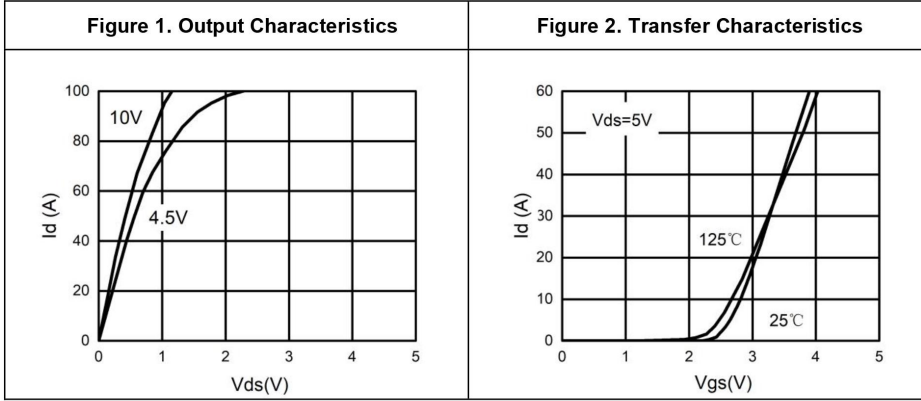 Figure 1. Output Characteristics
Figure 2. Transfer Characteristics
100
80
60
40
20
0
Id (A)
10V
4.5V
0 1 2 3 4 5
Vds(V)
60
50
40
30
20
10
0
Id (A)
Vds=5V
125℃
25℃
0 1 2 3 4 5
Vgs(V)